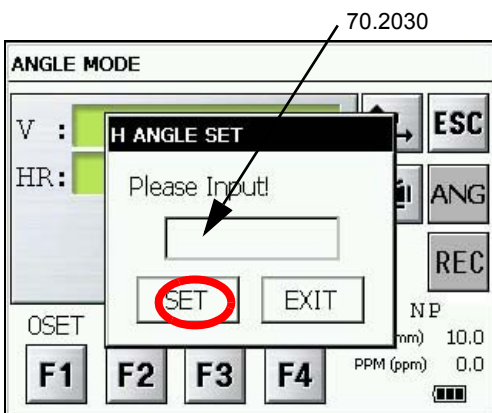 70.2030
ANGLE MODE
V :
ESC
H ANGLE SET
HR:
Please Input!
ANG
REC
SET
EXIT
NP
0SET
mm) 10.0
F1
F2
F3
F4
PPM (ppm) 0.0